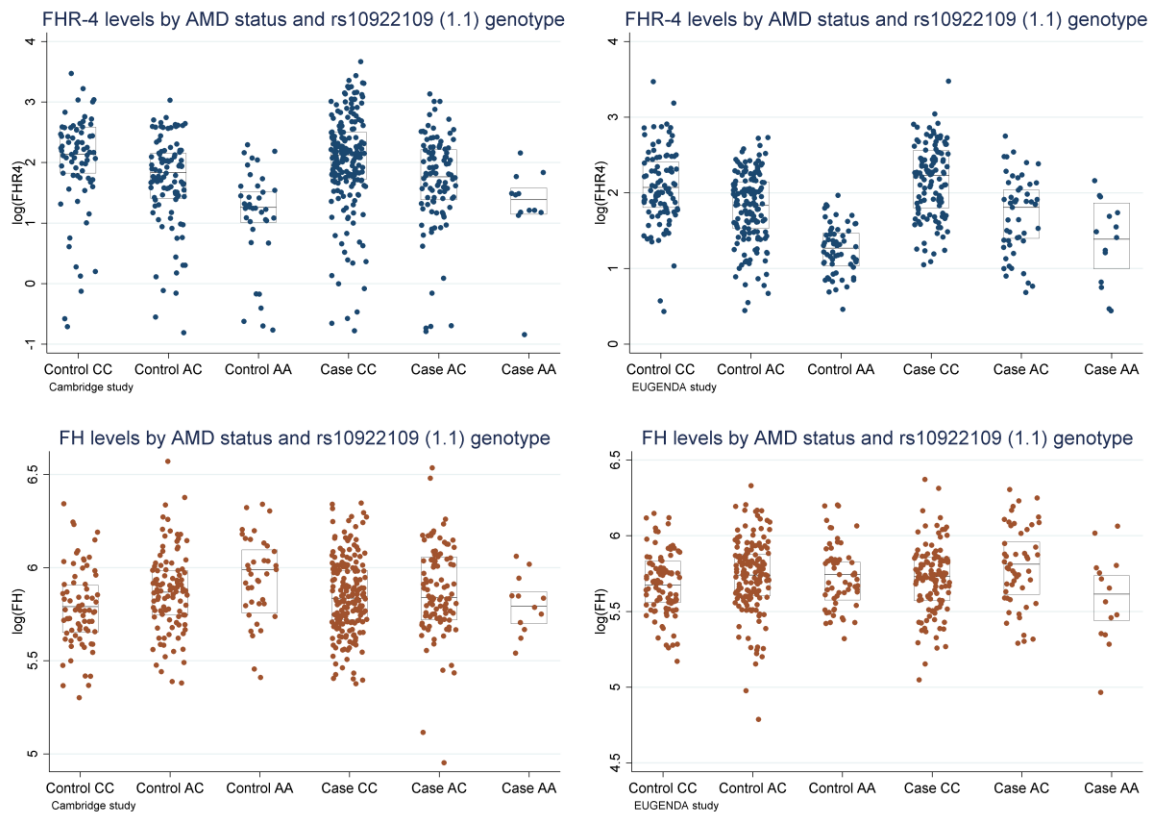 FHR-4 levels by AMD status and rs10922109 (1.1) genotype
4
3
2
1
0
-1
log(FHR4)
Control CC Control AC Control AA Case CC Case AC Case AA
Cambridge study
FHR-4 levels by AMD status and rs10922109 (1.1) genotype
4
3
2
1
0
log(FHR4)
Control CC Control AC Control AA Case CC Case AC Case AA
EUGENDA study
FH levels by AMD status and rs10922109 (1.1) genotype
6.5
6
5.5
5
log(FH)
Control CC Control AC Control AA Case CC Case AC Case AA
Cambridge study
FH levels by AMD status and rs10922109 (1.1) genotype
6.5
6
5.5
5
4.5
log(FH)
Control CC Control AC Control AA Case CC Case AC Case AA
EUGENDA study